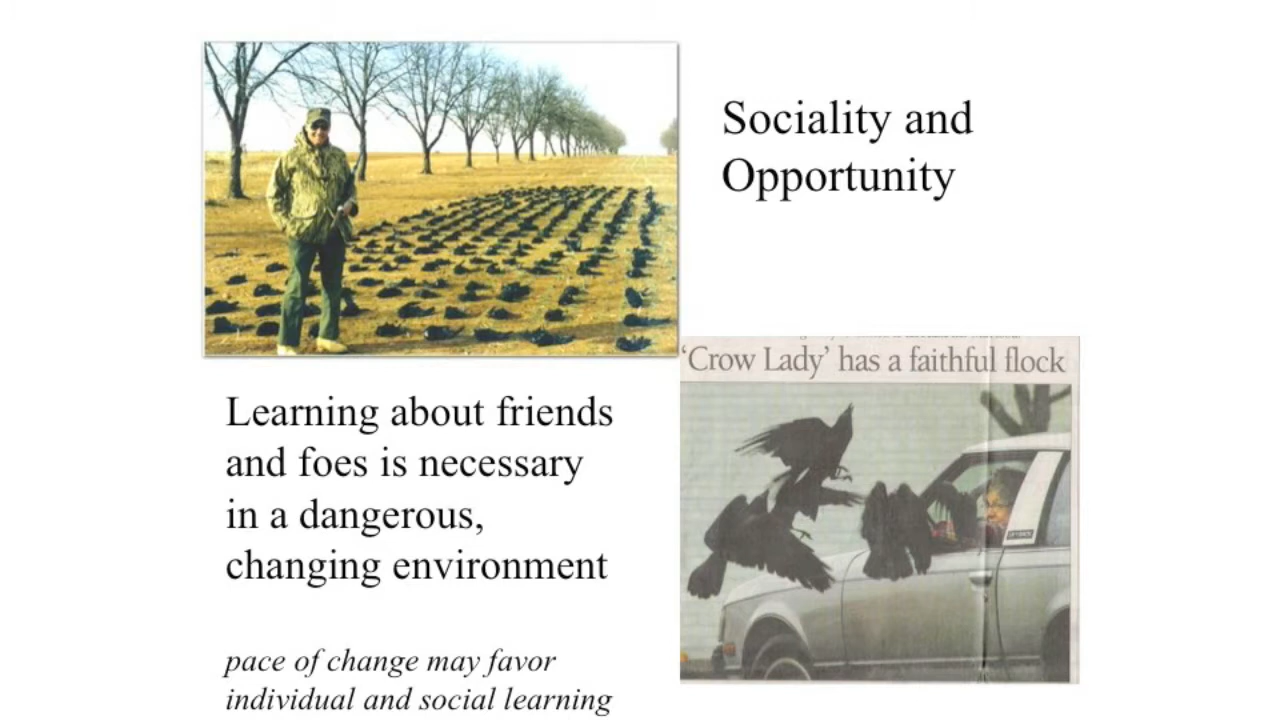 Sociality and
Opportunity
'Crow Lady' has a faithful flock
Learning about friends
and foes is necessary
in a dangerous,
changing environment
pace of change may favor
individual and social learning